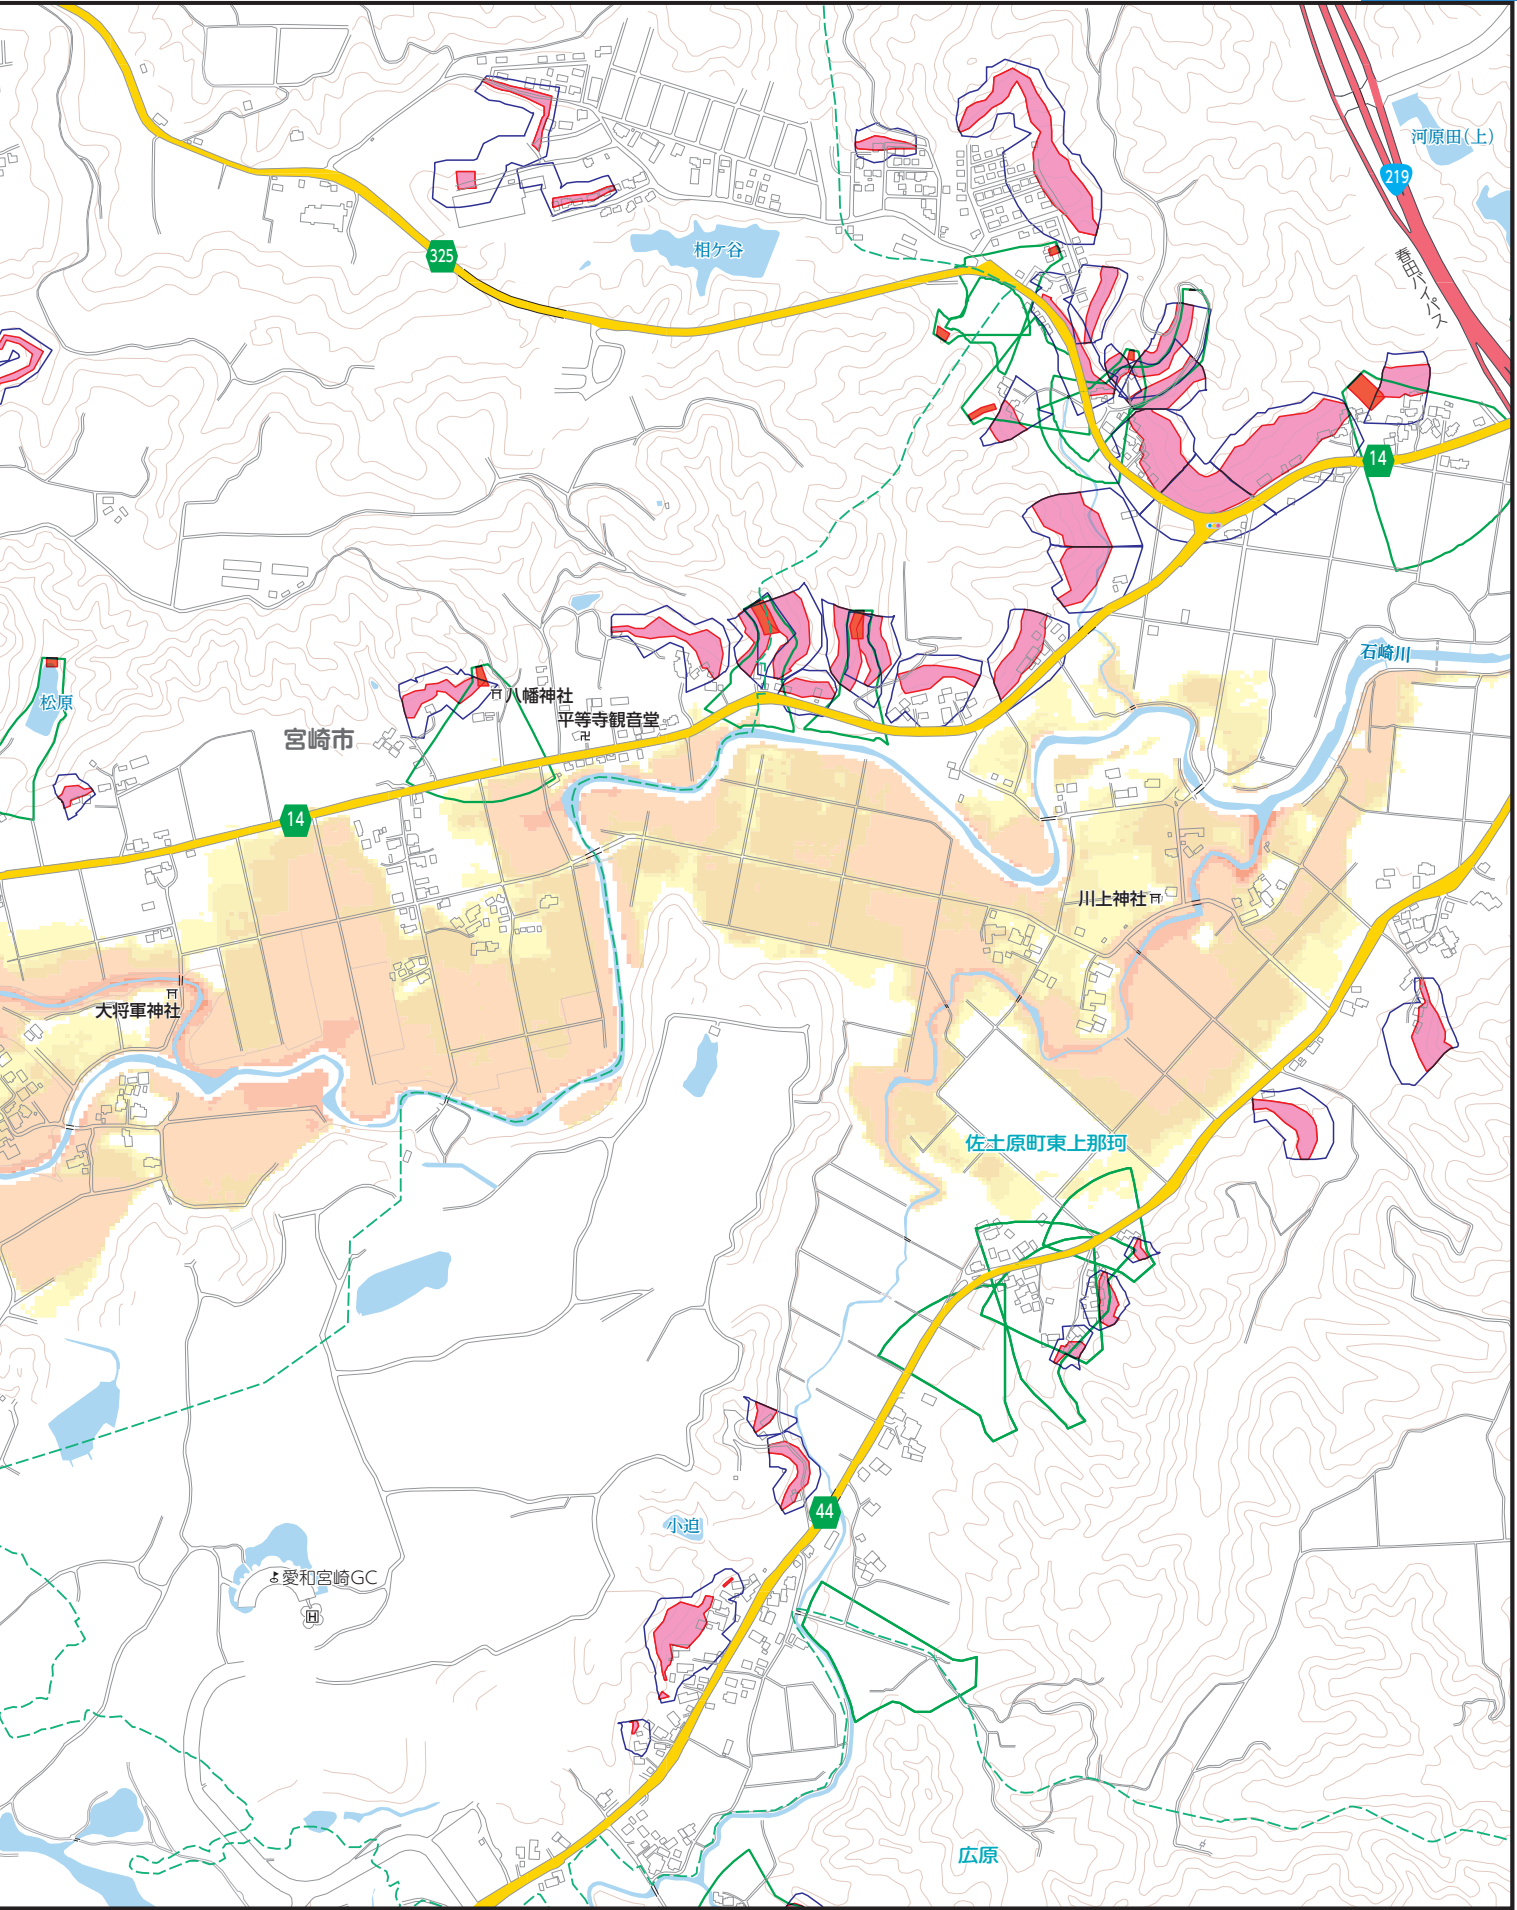 河原田(上)
219
相ケ谷
325
春田バイパス
14
石崎川
松原
八幡神社
平等寺観音堂
宮崎市
14
川上神社
大将軍神社
佐土原町東上那珂
44
小迫
愛和宮崎GC
H
広原